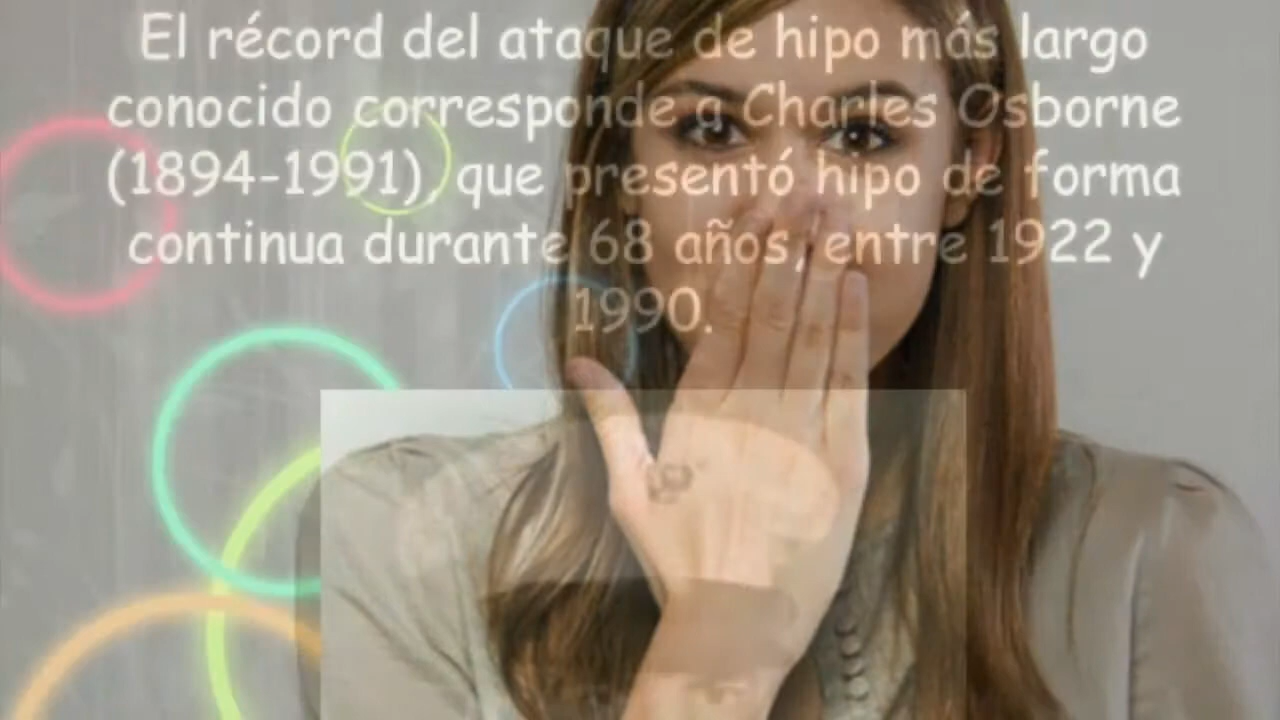 El récord del ataque de hipo más largo
conocido corresponde a Charles Osborne
(1894-1991), que presentó hipo de forma
continua durante 68 años, entre 1922 y
1990.